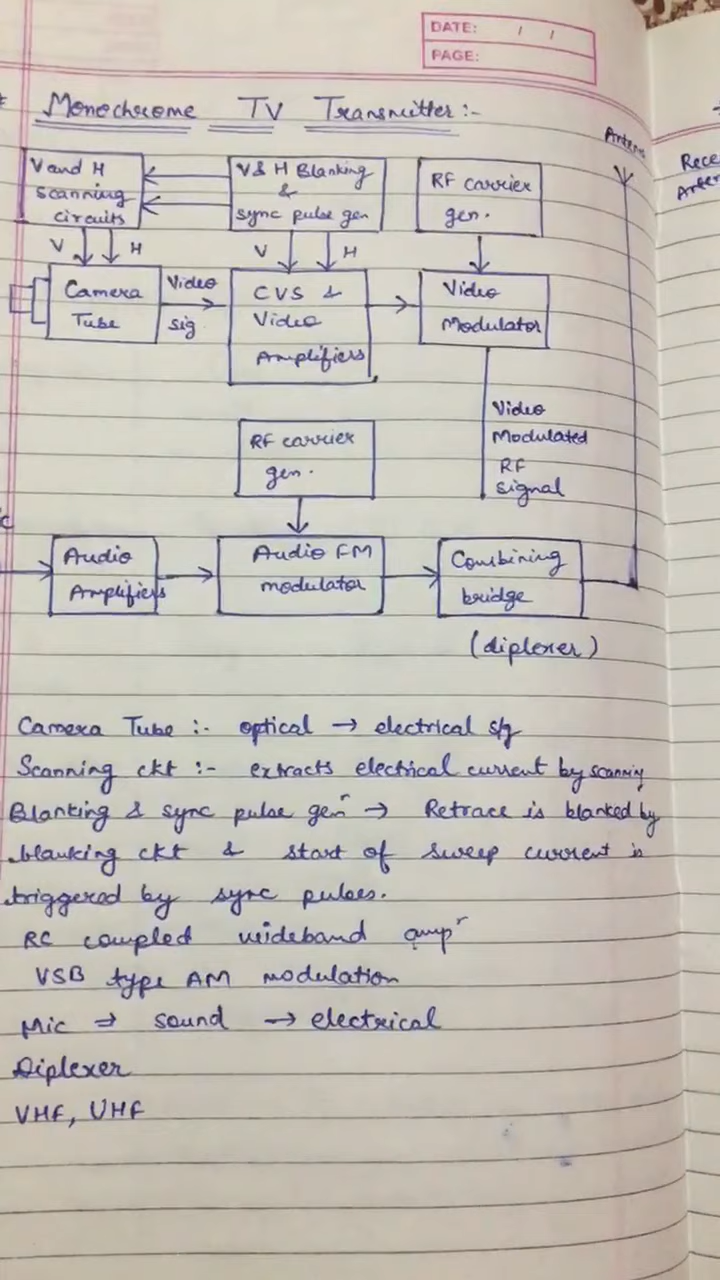 DATE: / /
PAGE:
Monochrome TV Transmitter :-
Antenna
Rece
Anten
V and H
scanning
circuits
V & H Blanking
&
sync pulse gen
RF carrier
gen.
V H
V H
Camera
Tube
Video
sig
CVS &
Video
Amplifiers
Video
Modulator
Video
Modulated
RF
signal
RF carrier
gen.
Audio
Amplifiers
Audio FM
modulator
Combining
bridge
(diplexer)
Camera Tube :- optical → electrical s/g
Scanning ckt :- extracts electrical current by scanning
Blanking & sync pulse genr → Retrace is blanked by
blanking ckt & start of sweep current is
triggered by sync pulses.
RC coupled wideband ampr
VSB type AM modulation
Mic ⇒ sound → electrical
Diplexer
VHF, UHF